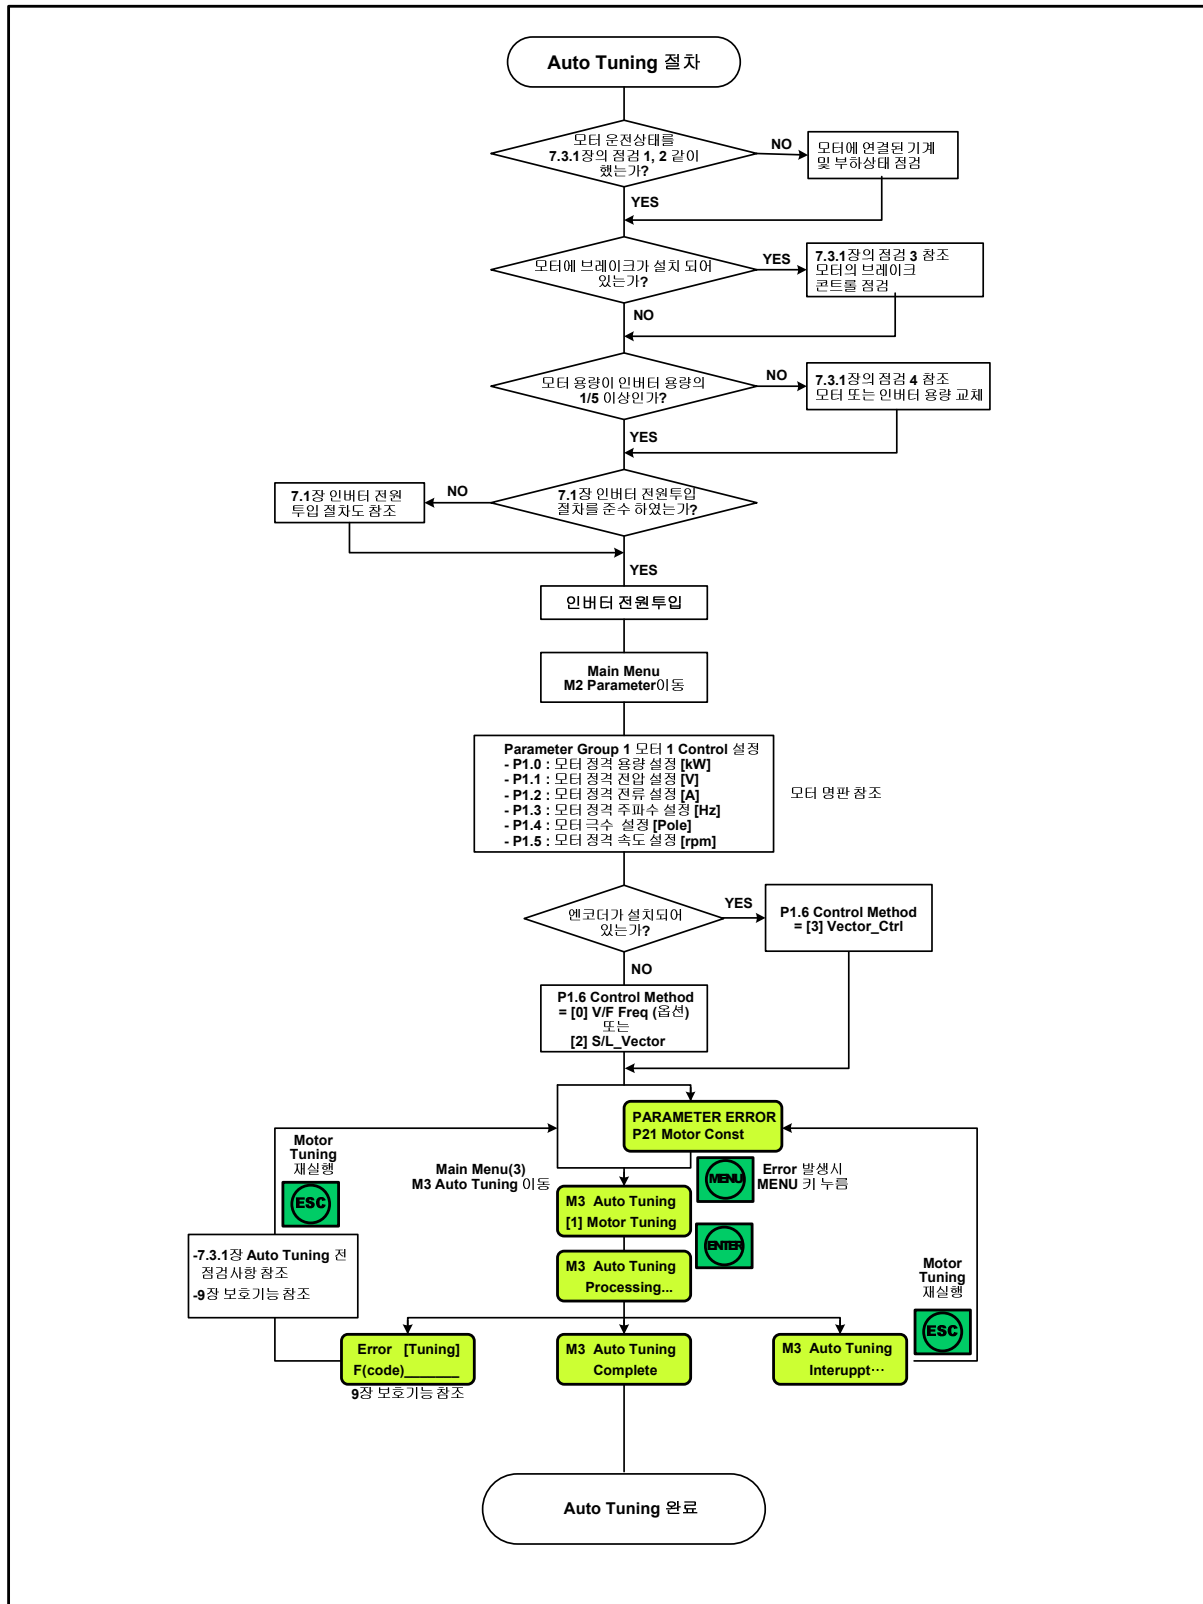 Auto Tuning 절차
모터 운전상태를
7.3.1장의 점검 1, 2 같이
했는가?
NO
모터에 연결된 기계
및 부하상태 점검
YES
모터에 브레이크가 설치 되어
있는가?
YES
7.3.1장의 점검 3 참조
모터의 브레이크
콘트롤 점검
NO
모터 용량이 인버터 용량의
1/5 이상인가?
NO
7.3.1장의 점검 4 참조
모터 또는 인버터 용량 교체
YES
7.1장 인버터 전원투입
절차를 준수 하였는가?
NO
7.1장 인버터 전원
투입 절차도 참조
YES
인버터 전원투입
Main Menu
M2 Parameter이동
Parameter Group 1 모터 1 Control 설정
- P1.0 : 모터 정격 용량 설정 [kW]
- P1.1 : 모터 정격 전압 설정 [V]
- P1.2 : 모터 정격 전류 설정 [A]
- P1.3 : 모터 정격 주파수 설정 [Hz]
- P1.4 : 모터 극수 설정 [Pole]
- P1.5 : 모터 정격 속도 설정 [rpm]
모터 명판 참조
엔코더가 설치되어
있는가?
YES
P1.6 Control Method
= [3] Vector_Ctrl
NO
P1.6 Control Method
= [0] V/F Freq (옵션)
또는
[2] S/L_Vector
PARAMETER ERROR
P21 Motor Const
Motor
Tuning
재실행
ESC
Main Menu(3)
M3 Auto Tuning 이동
MENU
Error 발생시
MENU 키 누름
M3 Auto Tuning
[1] Motor Tuning
ENTER
M3 Auto Tuning
Processing...
-7.3.1장 Auto Tuning 전
점검사항 참조
-9장 보호기능 참조
Motor
Tuning
재실행
ESC
Error [Tuning]
F(code)_______
9장 보호기능 참조
M3 Auto Tuning
Complete
M3 Auto Tuning
Interuppt···
Auto Tuning 완료